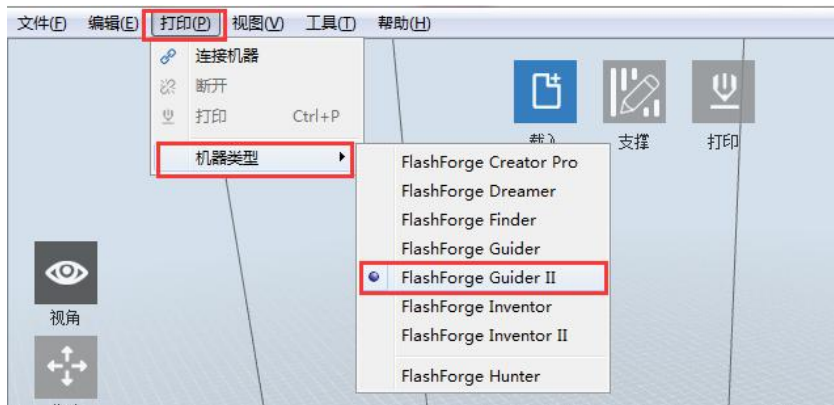 文件(F) 编辑(E) 打印(P) 视图(V) 工具(T) 帮助(H)
连接机器
断开
打印 Ctrl+P
机器类型
载入 支撑 打印
FlashForge Creator Pro
FlashForge Dreamer
FlashForge Finder
FlashForge Guider
FlashForge Guider II
FlashForge Inventor
FlashForge Inventor II
FlashForge Hunter
视角